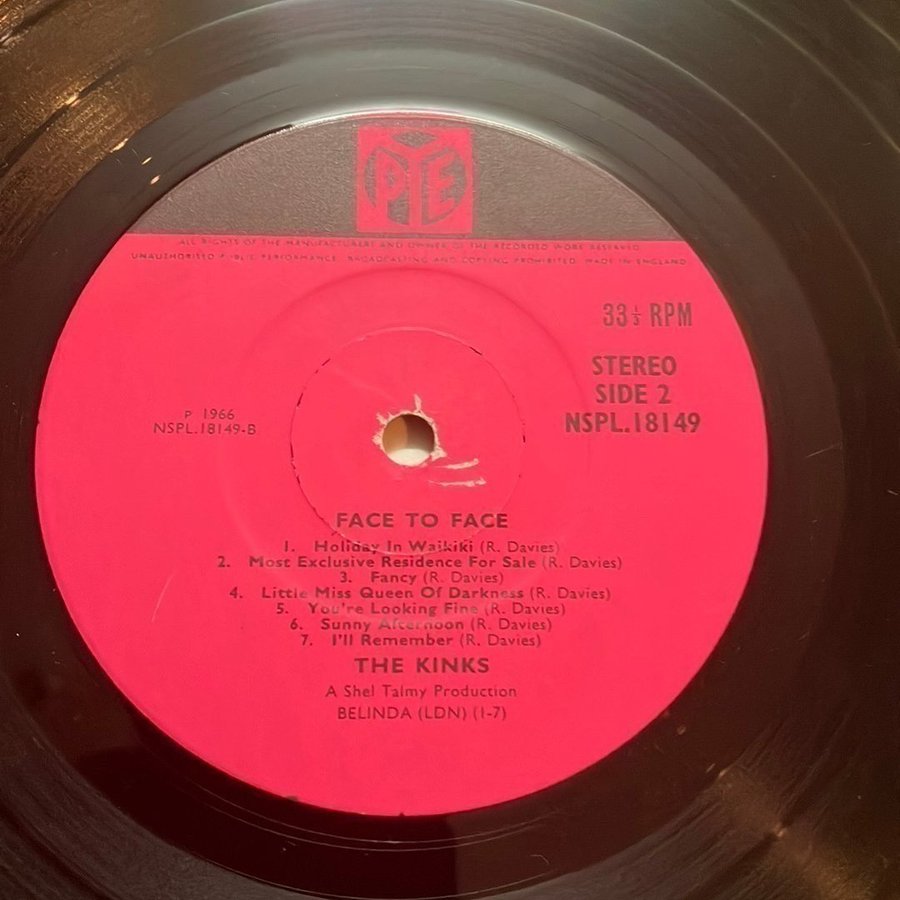 PYE
ALL RIGHTS OF THE MANUFACTURERS AND OWNER OF THE RECORDED WORK RESERVED
UNAUTHORISED PUBLIC PERFORMANCE, BROADCASTING AND COPYING PROHIBITED. MADE IN ENGLAND
33⅓ RPM
STEREO
SIDE 2
NSPL.18149
P 1966
NSPL.18149-B
FACE TO FACE
1. Holiday In Waikiki (R. Davies)
2. Most Exclusive Residence For Sale (R. Davies)
3. Fancy (R. Davies)
4. Little Miss Queen Of Darkness (R. Davies)
5. You're Looking Fine (R. Davies)
6. Sunny Afternoon (R. Davies)
7. I'll Remember (R. Davies)
THE KINKS
A Shel Talmy Production
BELINDA (LDN) (1-7)